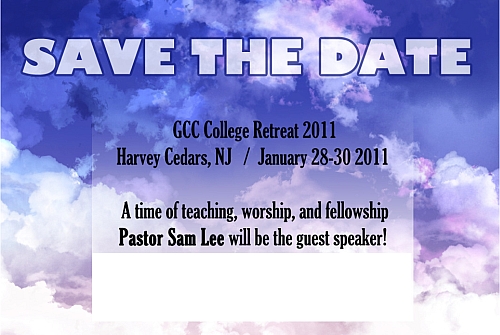 SAVE THE DATE
GCC College Retreat 2011
Harvey Cedars, NJ / January 28-30 2011
A time of teaching, worship, and fellowship
Pastor Sam Lee will be the guest speaker!